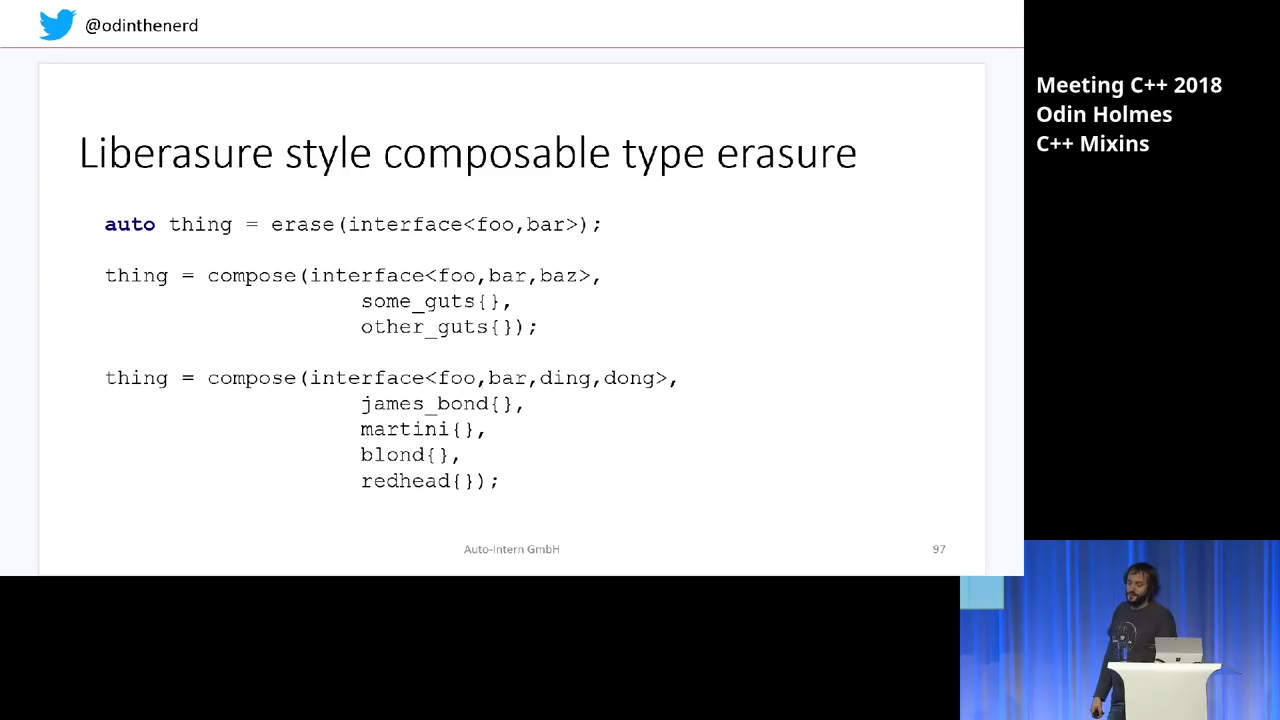 @odinthenerd
Meeting C++ 2018
Odin Holmes
C++ Mixins
Liberasure style composable type erasure
auto thing = erase(interface<foo,bar>);
thing = compose(interface<foo,bar,baz>,
some_guts{},
other_guts{});
thing = compose(interface<foo,bar,ding,dong>,
james_bond{},
martini{},
blond{},
redhead{});
Auto-Intern GmbH
97